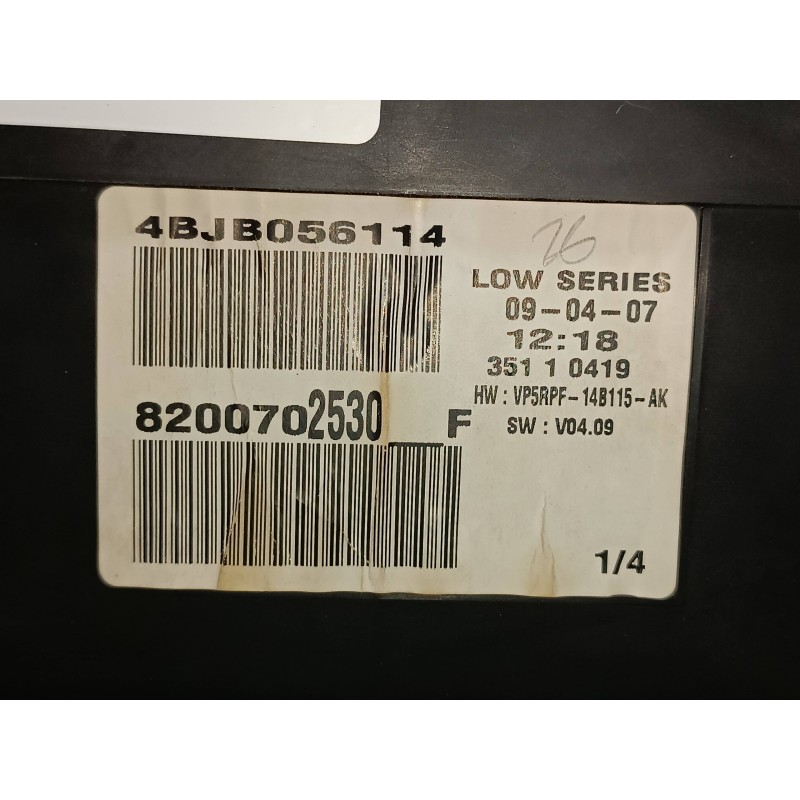 4BJB056114
26
LOW SERIES
09-04-07
12:18
351 1 0419
HW : VP5RPF-14B115-AK
8200702530__F
SW : V04.09
1/4